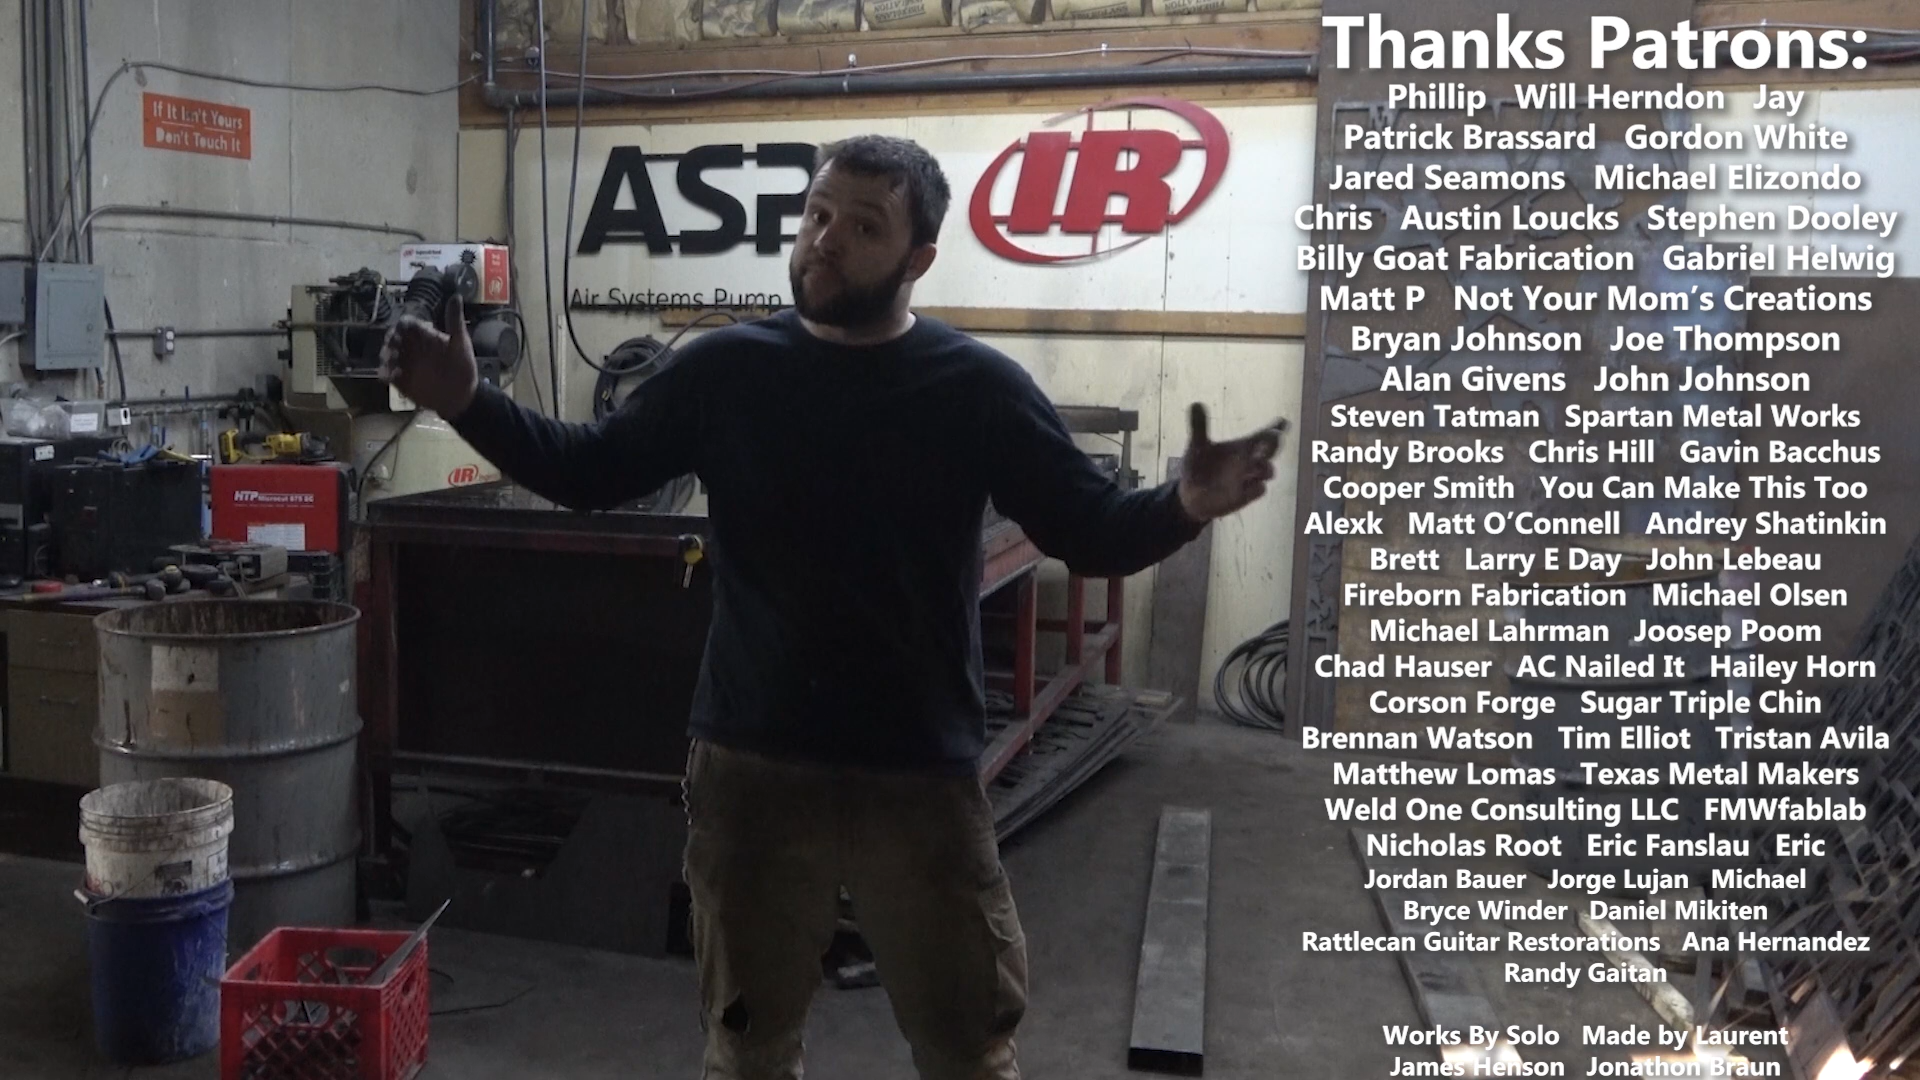 If It Isn't Yours
Don't Touch It
ASP
IR
Air Systems Pump
IR
IR
HTP Microcut 875 SC
Thanks Patrons:
Phillip Will Herndon Jay
Patrick Brassard Gordon White
Jared Seamons Michael Elizondo
Chris Austin Loucks Stephen Dooley
Billy Goat Fabrication Gabriel Helwig
Matt P Not Your Mom’s Creations
Bryan Johnson Joe Thompson
Alan Givens John Johnson
Steven Tatman Spartan Metal Works
Randy Brooks Chris Hill Gavin Bacchus
Cooper Smith You Can Make This Too
Alexk Matt O’Connell Andrey Shatinkin
Brett Larry E Day John Lebeau
Fireborn Fabrication Michael Olsen
Michael Lahrman Joosep Poom
Chad Hauser AC Nailed It Hailey Horn
Corson Forge Sugar Triple Chin
Brennan Watson Tim Elliot Tristan Avila
Matthew Lomas Texas Metal Makers
Weld One Consulting LLC FMWfablab
Nicholas Root Eric Fanslau Eric
Jordan Bauer Jorge Lujan Michael
Bryce Winder Daniel Mikiten
Rattlecan Guitar Restorations Ana Hernandez
Randy Gaitan
Works By Solo Made by Laurent
James Henson Jonathon Braun